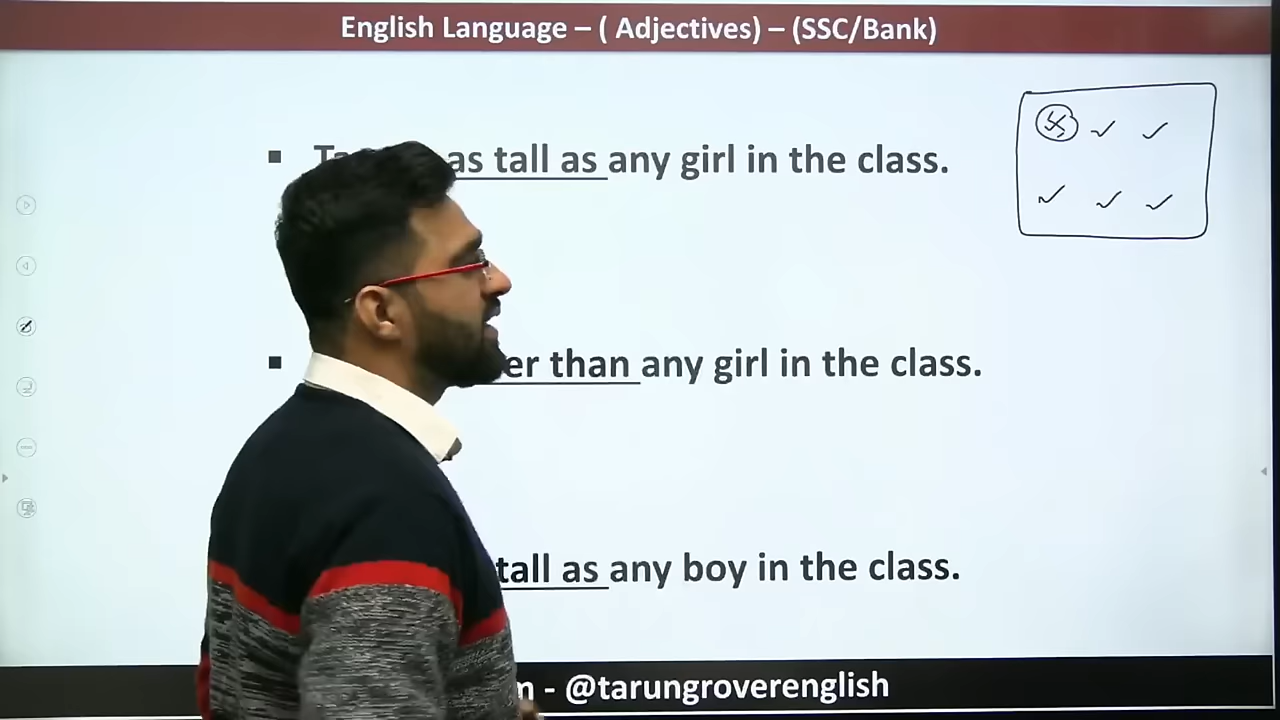 English Language – ( Adjectives) – (SSC/Bank)
as tall as any girl in the class.
than any girl in the class.
tall as any boy in the class.
- @tarungroverenglish